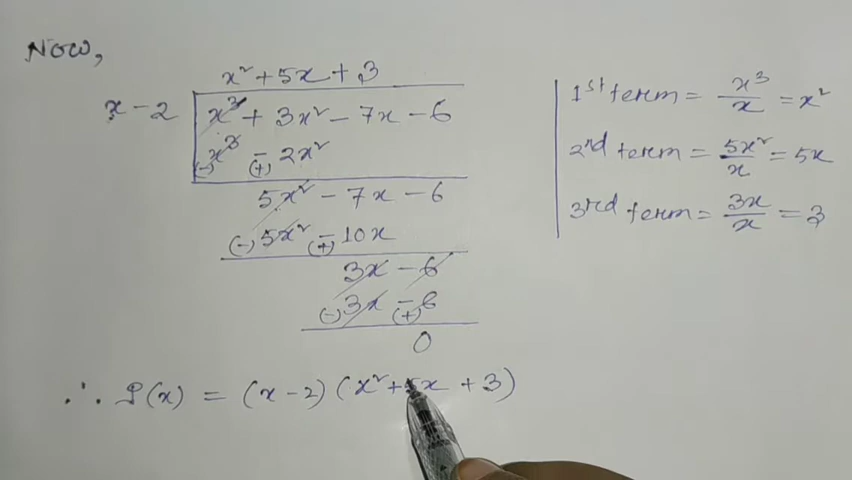 Now,
x² + 5x + 3
x - 2 | x³ + 3x² - 7x - 6
x³ - 2x²
(-) (+)
5x² - 7x - 6
5x² - 10x
(-) (+)
3x - 6
3x - 6
(-) (+)
0
∴ P(x) = (x - 2) (x² + 5x + 3)
1st term = x³/x = x²
2nd term = 5x²/x = 5x
3rd term = 3x/x = 3